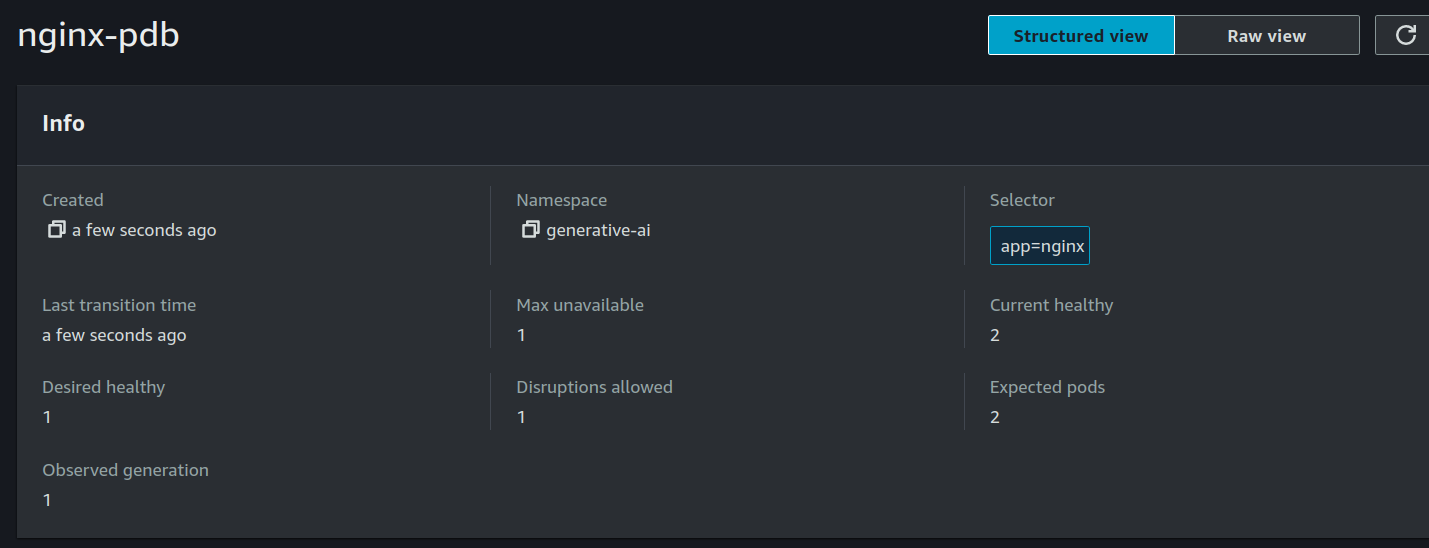 nginx-pdb
Structured view
Raw view
Info
Created
a few seconds ago
Namespace
generative-ai
Selector
app=nginx
Last transition time
a few seconds ago
Max unavailable
1
Current healthy
2
Desired healthy
1
Disruptions allowed
1
Expected pods
2
Observed generation
1